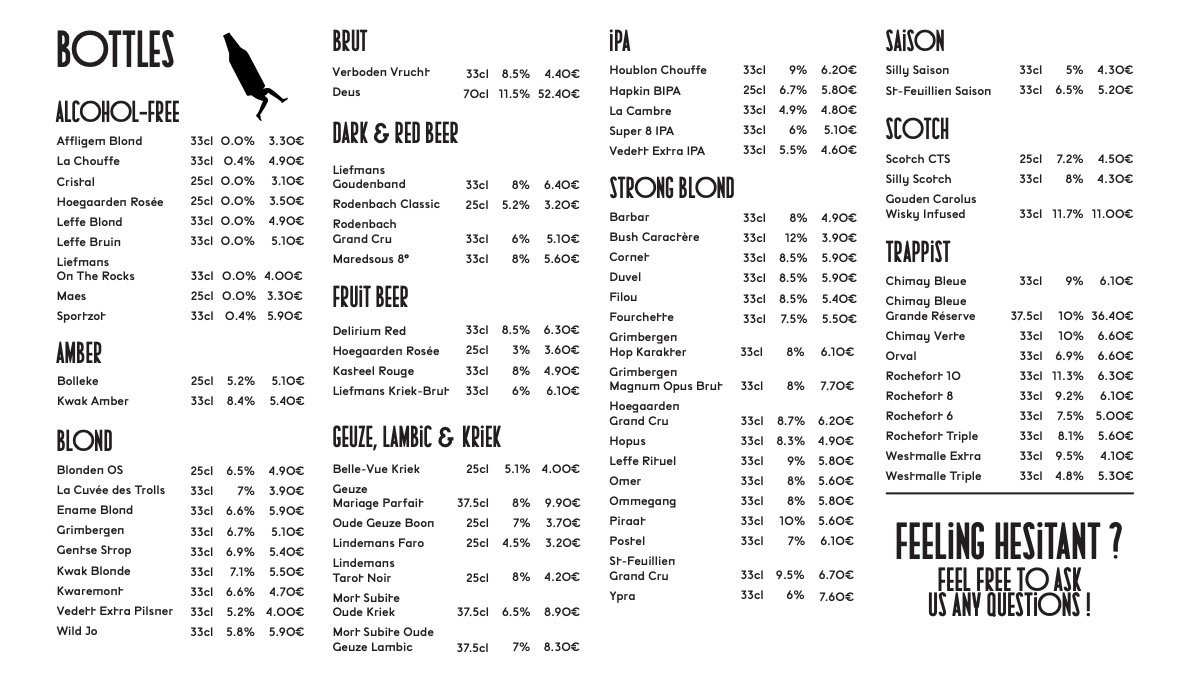 BOTTLES
ALCOHOL-FREE
Affligem Blond 33cl 0.0% 3.30€
La Chouffe 33cl 0.4% 4.90€
Cristal 25cl 0.0% 3.10€
Hoegaarden Rosée 25cl 0.0% 3.50€
Leffe Blond 33cl 0.0% 4.90€
Leffe Bruin 33cl 0.0% 5.10€
Liefmans
On The Rocks 33cl 0.0% 4.00€
Maes 25cl 0.0% 3.30€
Sportzot 33cl 0.4% 5.90€
AMBER
Bolleke 25cl 5.2% 5.10€
Kwak Amber 33cl 8.4% 5.40€
BLOND
Blonden OS 25cl 6.5% 4.90€
La Cuvée des Trolls 33cl 7% 3.90€
Ename Blond 33cl 6.6% 5.90€
Grimbergen 33cl 6.7% 5.10€
Gentse Strop 33cl 6.9% 5.40€
Kwak Blonde 33cl 7.1% 5.50€
Kwaremont 33cl 6.6% 4.70€
Vedett Extra Pilsner 33cl 5.2% 4.00€
Wild Jo 33cl 5.8% 5.90€
BRUT
Verboden Vrucht 33cl 8.5% 4.40€
Deus 70cl 11.5% 52.40€
DARK & RED BEER
Liefmans
Goudenband 33cl 8% 6.40€
Rodenbach Classic 25cl 5.2% 3.20€
Rodenbach
Grand Cru 33cl 6% 5.10€
Maredsous 8° 33cl 8% 5.60€
FRUiT BEER
Delirium Red 33cl 8.5% 6.30€
Hoegaarden Rosée 25cl 3% 3.60€
Kasteel Rouge 33cl 8% 4.90€
Liefmans Kriek-Brut 33cl 6% 6.10€
GEUZE, LAMBiC & KRiEK
Belle-Vue Kriek 25cl 5.1% 4.00€
Geuze
Mariage Parfait 37.5cl 8% 9.90€
Oude Geuze Boon 25cl 7% 3.70€
Lindemans Faro 25cl 4.5% 3.20€
Lindemans
Tarot Noir 25cl 8% 4.20€
Mort Subite
Oude Kriek 37.5cl 6.5% 8.90€
Mort Subite Oude
Geuze Lambic 37.5cl 7% 8.30€
iPA
Houblon Chouffe 33cl 9% 6.20€
Hapkin BIPA 25cl 6.7% 5.80€
La Cambre 33cl 4.9% 4.80€
Super 8 IPA 33cl 6% 5.10€
Vedett Extra IPA 33cl 5.5% 4.60€
STRONG BLOND
Barbar 33cl 8% 4.90€
Bush Caractère 33cl 12% 3.90€
Cornet 33cl 8.5% 5.90€
Duvel 33cl 8.5% 5.90€
Filou 33cl 8.5% 5.40€
Fourchette 33cl 7.5% 5.50€
Grimbergen
Hop Karakter 33cl 8% 6.10€
Grimbergen
Magnum Opus Brut 33cl 8% 7.70€
Hoegaarden
Grand Cru 33cl 8.7% 6.20€
Hopus 33cl 8.3% 4.90€
Leffe Rituel 33cl 9% 5.80€
Omer 33cl 8% 5.60€
Ommegang 33cl 8% 5.80€
Piraat 33cl 10% 5.60€
Postel 33cl 7% 6.10€
St-Feuillien
Grand Cru 33cl 9.5% 6.70€
Ypra 33cl 6% 7.60€
SAiSON
Silly Saison 33cl 5% 4.30€
St-Feuillien Saison 33cl 6.5% 5.20€
SCOTCH
Scotch CTS 25cl 7.2% 4.50€
Silly Scotch 33cl 8% 4.30€
Gouden Carolus
Wisky Infused 33cl 11.7% 11.00€
TRAPPiST
Chimay Bleue 33cl 9% 6.10€
Chimay Bleue
Grande Réserve 37.5cl 10% 36.40€
Chimay Verte 33cl 10% 6.60€
Orval 33cl 6.9% 6.60€
Rochefort 10 33cl 11.3% 6.30€
Rochefort 8 33cl 9.2% 6.10€
Rochefort 6 33cl 7.5% 5.00€
Rochefort Triple 33cl 8.1% 5.60€
Westmalle Extra 33cl 9.5% 4.10€
Westmalle Triple 33cl 4.8% 5.30€
FEELiNG HESiTANT ?
FEEL FREE TO ASK
US ANY QUESTiONS !